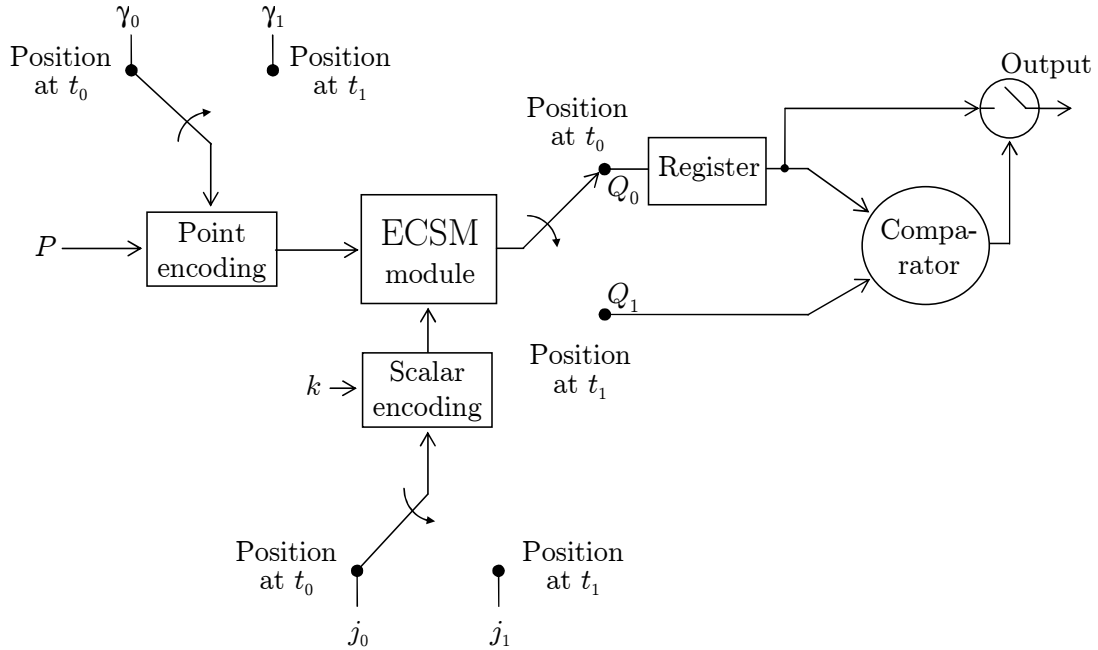 γ₀
γ₁
Position
at t₀
Position
at t₁
Output
Position
at t₀
Register
Q₀
P
Point
encoding
ECSM
module
Compa-
rator
Q₁
Position
at t₁
k
Scalar
encoding
Position
at t₀
Position
at t₁
j₀
j₁